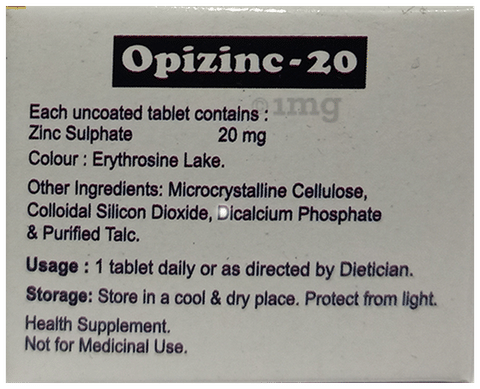 Opizinc-20
1mg
Each uncoated tablet contains :
Zinc Sulphate 20 mg
Colour : Erythrosine Lake.
Other Ingredients: Microcrystalline Cellulose,
Colloidal Silicon Dioxide, Dicalcium Phosphate
& Purified Talc.
Usage : 1 tablet daily or as directed by Dietician.
Storage: Store in a cool & dry place. Protect from light.
Health Supplement.
Not for Medicinal Use.